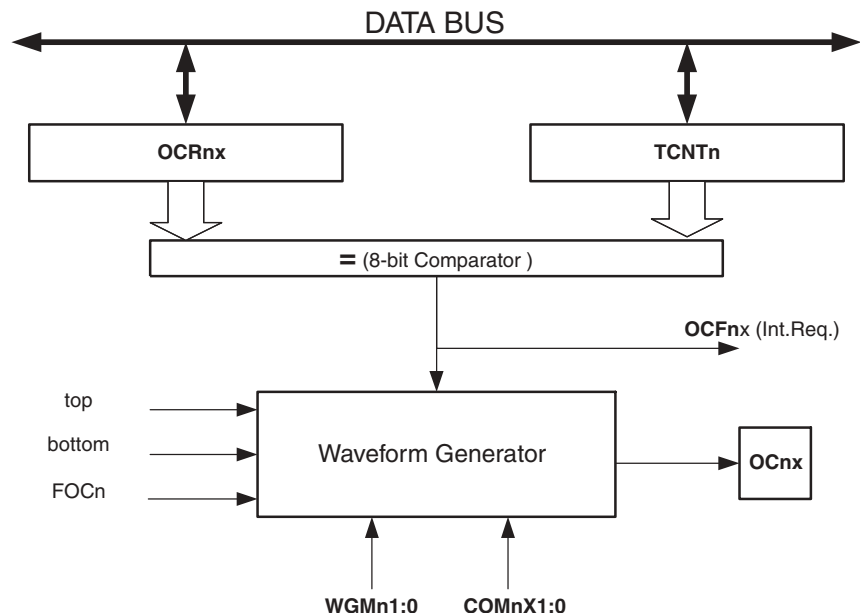 DATA BUS
OCRnx
TCNTn
= (8-bit Comparator )
OCFnx (Int.Req.)
top
bottom
FOCn
Waveform Generator
OCnx
WGMn1:0
COMnX1:0